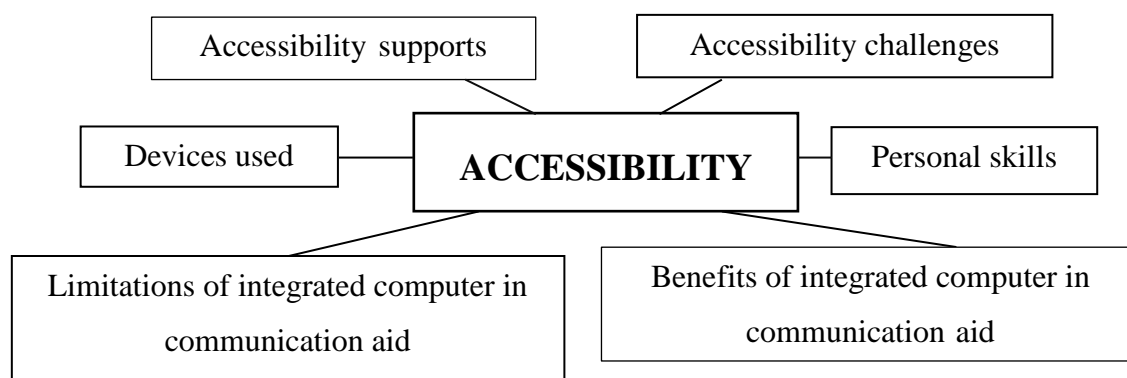 Accessibility supports
Accessibility challenges
Devices used
ACCESSIBILITY
Personal skills
Limitations of integrated computer in
communication aid
Benefits of integrated computer in
communication aid